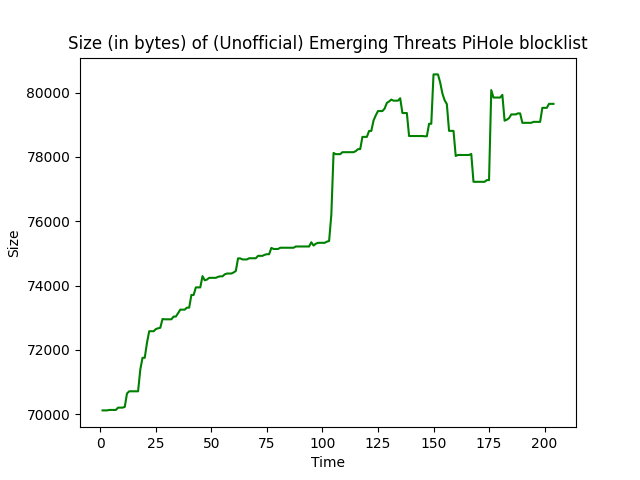 Size (in bytes) of (Unofficial) Emerging Threats PiHole blocklist
80000
78000
76000
74000
72000
70000
Size
0 25 50 75 100 125 150 175 200
Time